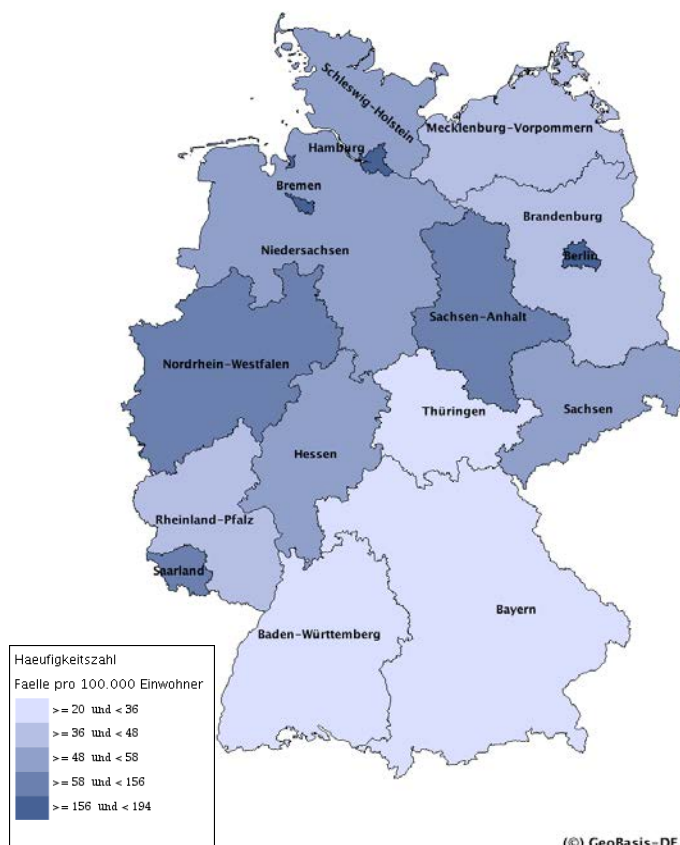 Schleswig-Holstein
Mecklenburg-Vorpommern
Hamburg
Bremen
Brandenburg
Niedersachsen
Berlin
Sachsen-Anhalt
Nordrhein-Westfalen
Thüringen
Sachsen
Hessen
Rheinland-Pfalz
Saarland
Bayern
Baden-Württemberg
Haeufigkeitszahl
Faelle pro 100.000 Einwohner
>= 20 und < 36
>= 36 und < 48
>= 48 und < 58
>= 58 und < 156
>= 156 und < 194
(©) GeoBasis-DE